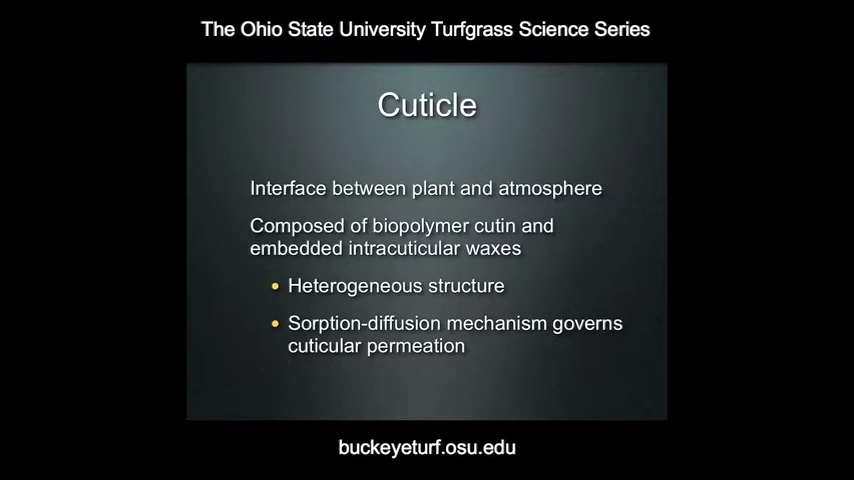 The Ohio State University Turfgrass Science Series
Cuticle
Interface between plant and atmosphere
Composed of biopolymer cutin and
embedded intracuticular waxes
• Heterogeneous structure
• Sorption-diffusion mechanism governs
cuticular permeation
buckeyeturf.osu.edu